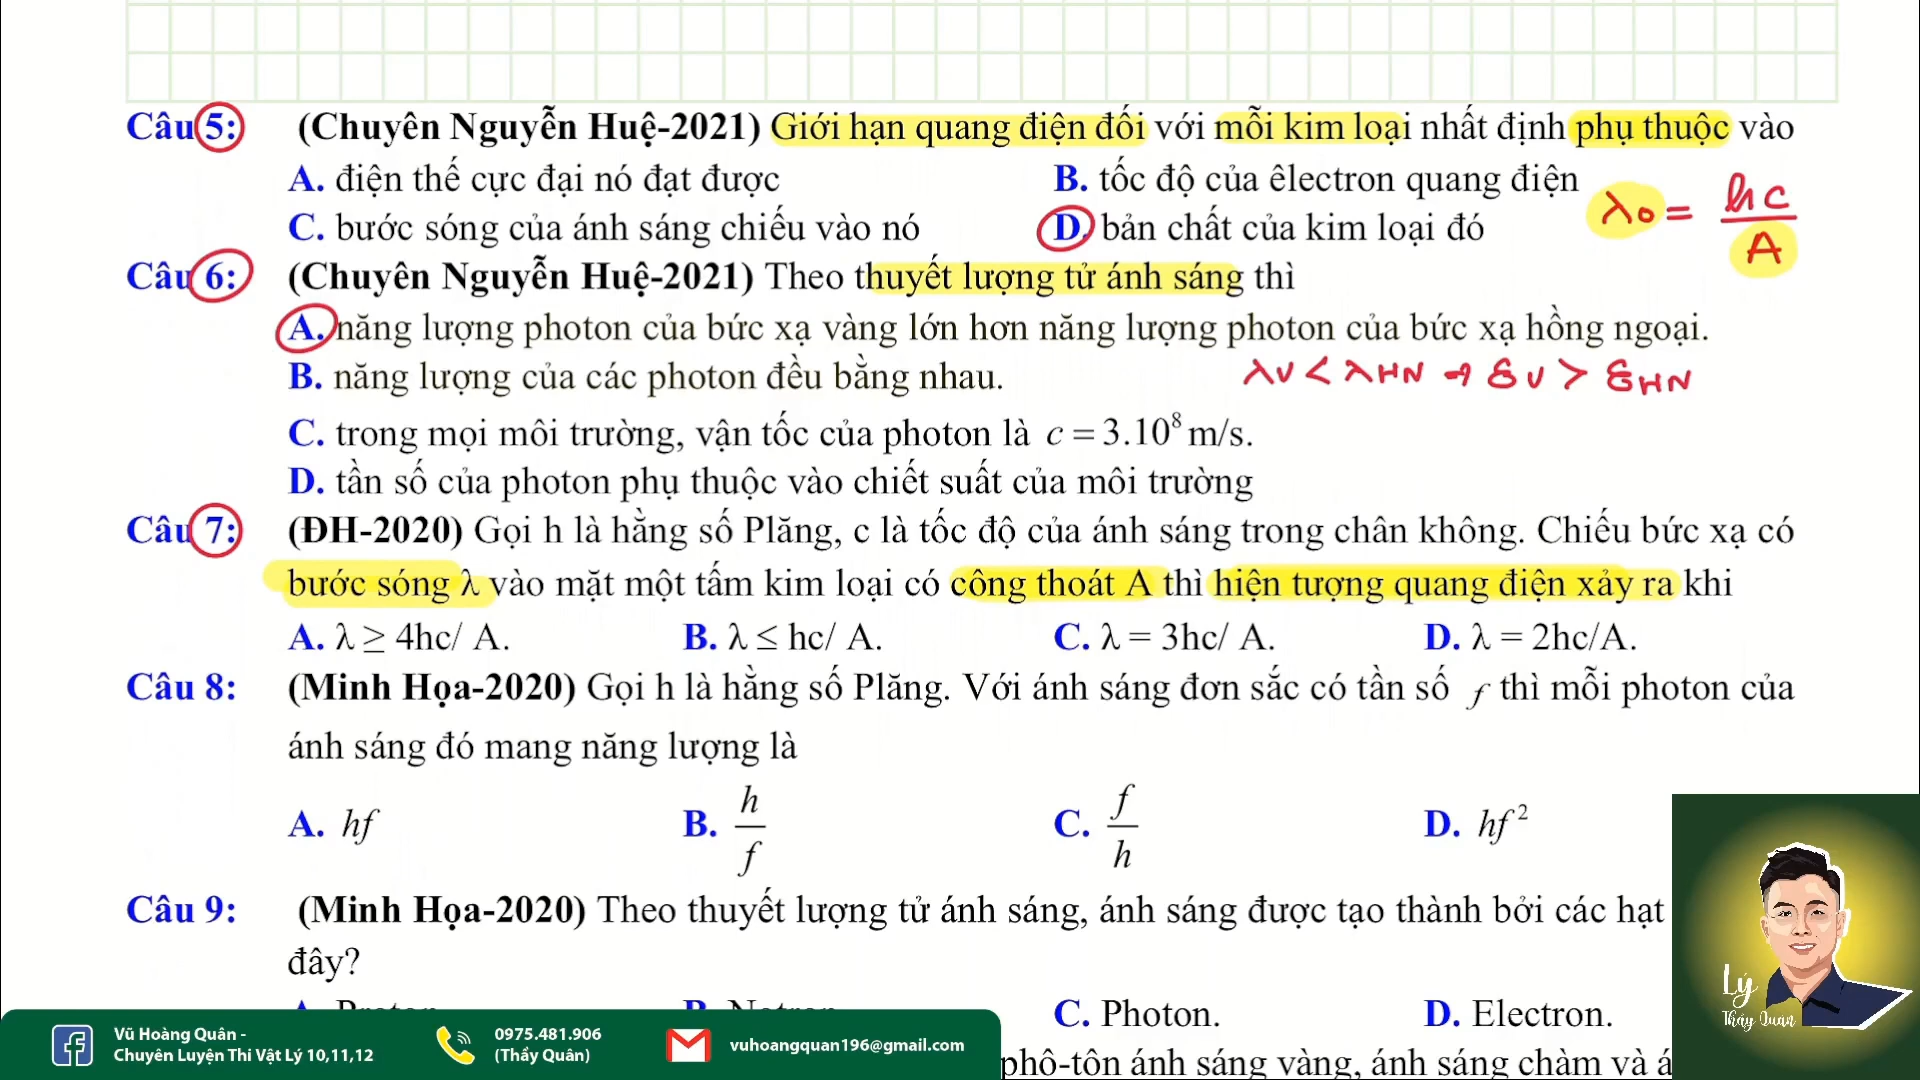 Câu 5: (Chuyên Nguyễn Huệ-2021) Giới hạn quang điện đối với mỗi kim loại nhất định phụ thuộc vào
A. điện thế cực đại nó đạt được B. tốc độ của êlectron quang điện
C. bước sóng của ánh sáng chiếu vào nó D. bản chất của kim loại đó
λ0 = hc/A
Câu 6: (Chuyên Nguyễn Huệ-2021) Theo thuyết lượng tử ánh sáng thì
A. năng lượng photon của bức xạ vàng lớn hơn năng lượng photon của bức xạ hồng ngoại.
B. năng lượng của các photon đều bằng nhau. λV < λHN → εV > εHN
C. trong mọi môi trường, vận tốc của photon là c = 3.10⁸ m/s.
D. tần số của photon phụ thuộc vào chiết suất của môi trường
Câu 7: (ĐH-2020) Gọi h là hằng số Plăng, c là tốc độ của ánh sáng trong chân không. Chiếu bức xạ có
bước sóng λ vào mặt một tấm kim loại có công thoát A thì hiện tượng quang điện xảy ra khi
A. λ ≥ 4hc/ A. B. λ ≤ hc/ A. C. λ = 3hc/ A. D. λ = 2hc/A.
Câu 8: (Minh Họa-2020) Gọi h là hằng số Plăng. Với ánh sáng đơn sắc có tần số f thì mỗi photon của
ánh sáng đó mang năng lượng là
A. hf B. h/f C. f/h D. hf²
Câu 9: (Minh Họa-2020) Theo thuyết lượng tử ánh sáng, ánh sáng được tạo thành bởi các hạt
đây?
C. Photon. D. Electron.
phô-tôn ánh sáng vàng, ánh sáng chàm và á
Vũ Hoàng Quân -
Chuyên Luyện Thi Vật Lý 10,11,12
0975.481.906
(Thầy Quân)
vuhoangquan196@gmail.com
Lý
Thầy Quân